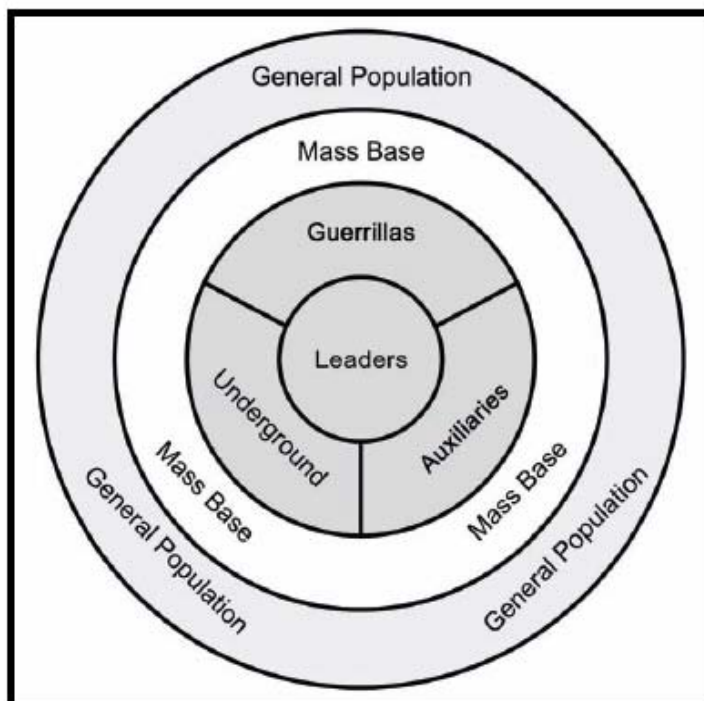 General Population
Mass Base
Guerrillas
Leaders
Underground
Auxiliaries
Mass Base
Mass Base
General Population
General Population